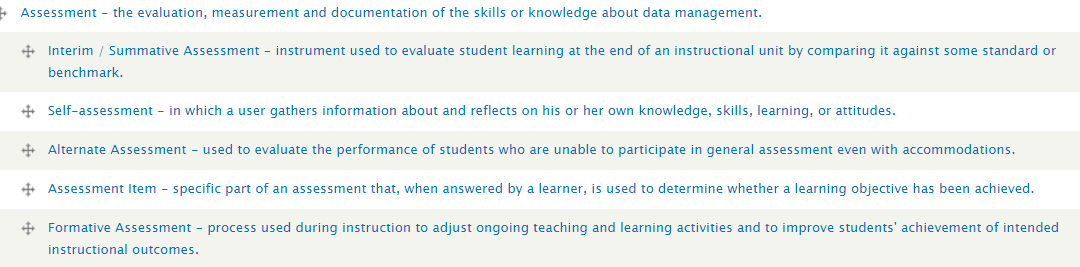 Assessment - the evaluation, measurement and documentation of the skills or knowledge about data management.
Interim / Summative Assessment - instrument used to evaluate student learning at the end of an instructional unit by comparing it against some standard or
benchmark.
Self-assessment - in which a user gathers information about and reflects on his or her own knowledge, skills, learning, or attitudes.
Alternate Assessment - used to evaluate the performance of students who are unable to participate in general assessment even with accommodations.
Assessment Item - specific part of an assessment that, when answered by a learner, is used to determine whether a learning objective has been achieved.
Formative Assessment - process used during instruction to adjust ongoing teaching and learning activities and to improve students' achievement of intended
instructional outcomes.